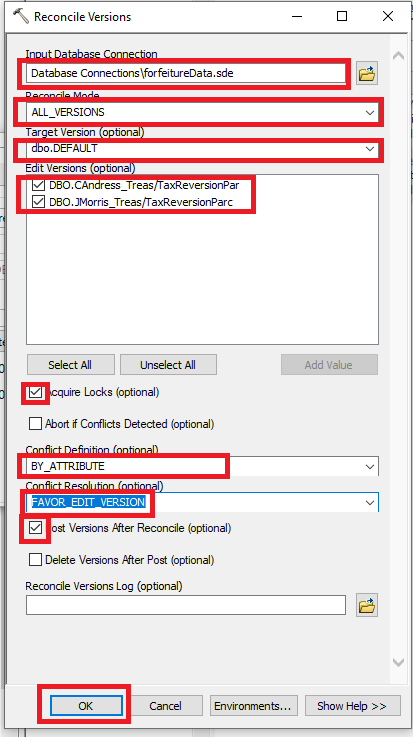 Reconcile Versions
Input Database Connection
Database Connections\forfeitureData.sde
Reconcile Mode
ALL_VERSIONS
Target Version (optional)
dbo.DEFAULT
Edit Versions (optional)
DBO.CAndress_Treas/TaxReversionPar
DBO.JMorris_Treas/TaxReversionParc
Select All Unselect All Add Value
Acquire Locks (optional)
Abort if Conflicts Detected (optional)
Conflict Definition (optional)
BY_ATTRIBUTE
Conflict Resolution (optional)
FAVOR_EDIT_VERSION
Post Versions After Reconcile (optional)
Delete Versions After Post (optional)
Reconcile Versions Log (optional)
OK Cancel Environments... Show Help >>